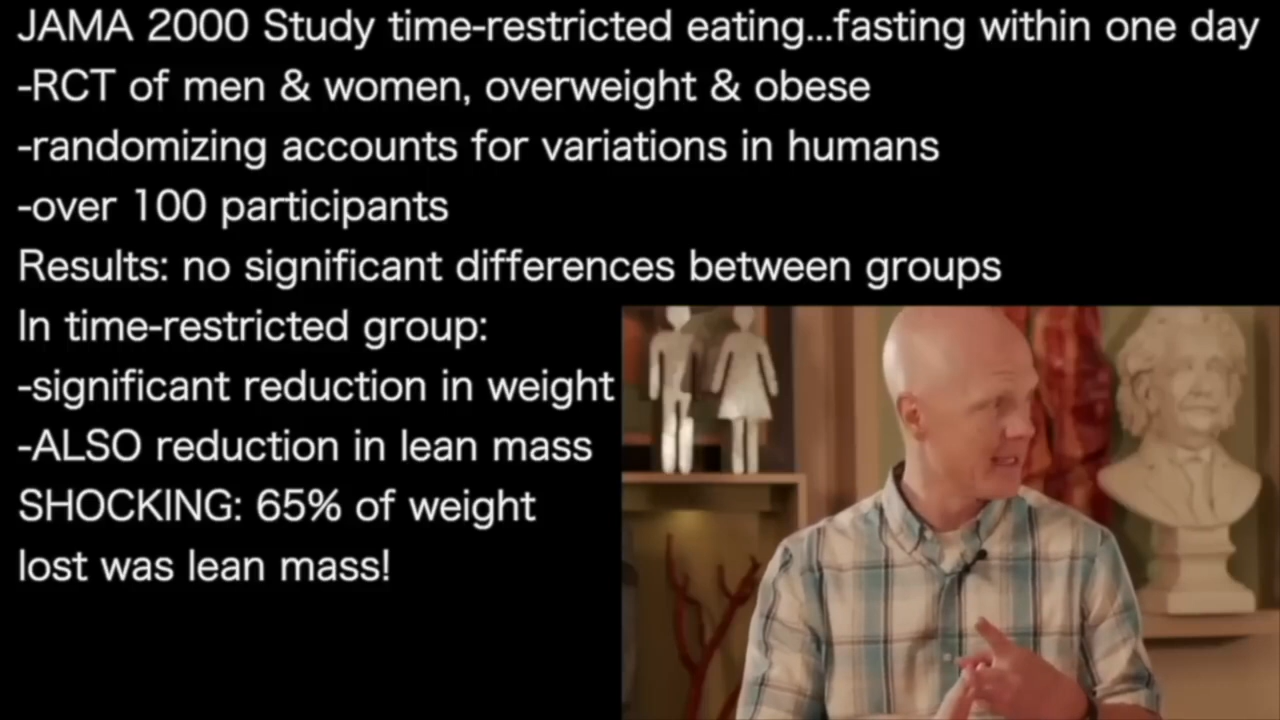 JAMA 2000 Study time-restricted eating...fasting within one day
-RCT of men & women, overweight & obese
-randomizing accounts for variations in humans
-over 100 participants
Results: no significant differences between groups
In time-restricted group:
-significant reduction in weight
-ALSO reduction in lean mass
SHOCKING: 65% of weight
lost was lean mass!